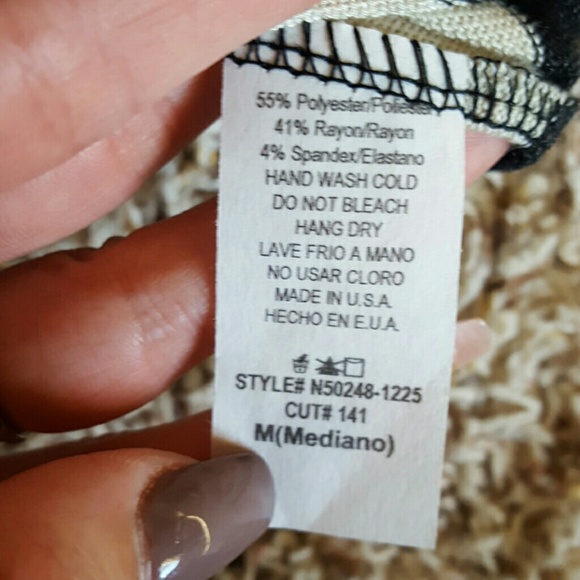 55% Polyester/Poliester
41% Rayon/Rayon
4% Spandex/Elastano
HAND WASH COLD
DO NOT BLEACH
HANG DRY
LAVE FRIO A MANO
NO USAR CLORO
MADE IN U.S.A.
HECHO EN E.U.A.
STYLE# N50248-1225
CUT# 141
M(Mediano)